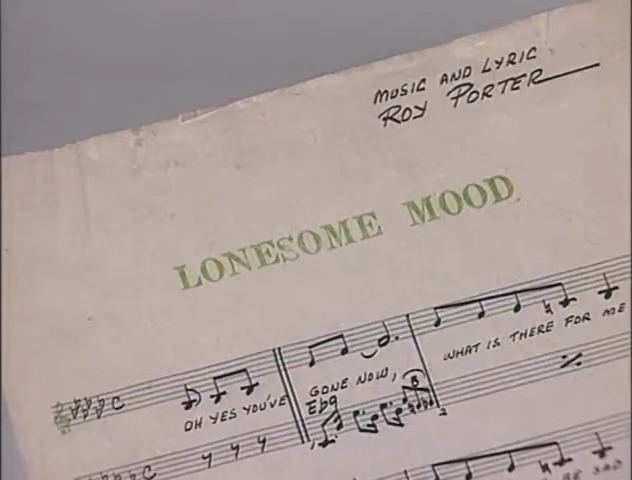 MUSIC AND LYRIC
ROY PORTER
LONESOME MOOD
OH YES YOU'VE GONE NOW, WHAT IS THERE FOR ME
Eb9